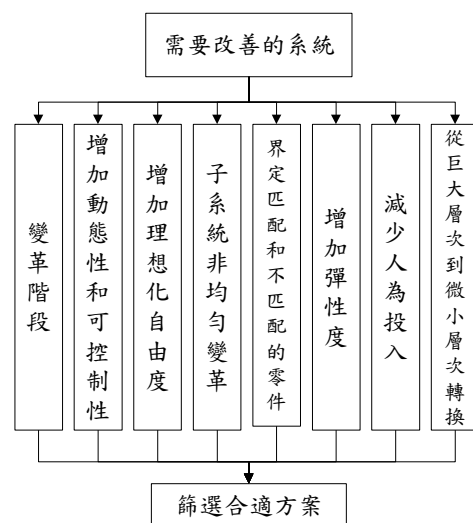 需要改善的系統
變革階段
增加動態性和可控制性
增加理想化自由度
子系統非均勻變革
界定匹配和不匹配的零件
增加彈性度
減少人為投入
從巨大層次到微小層次轉換
篩選合適方案